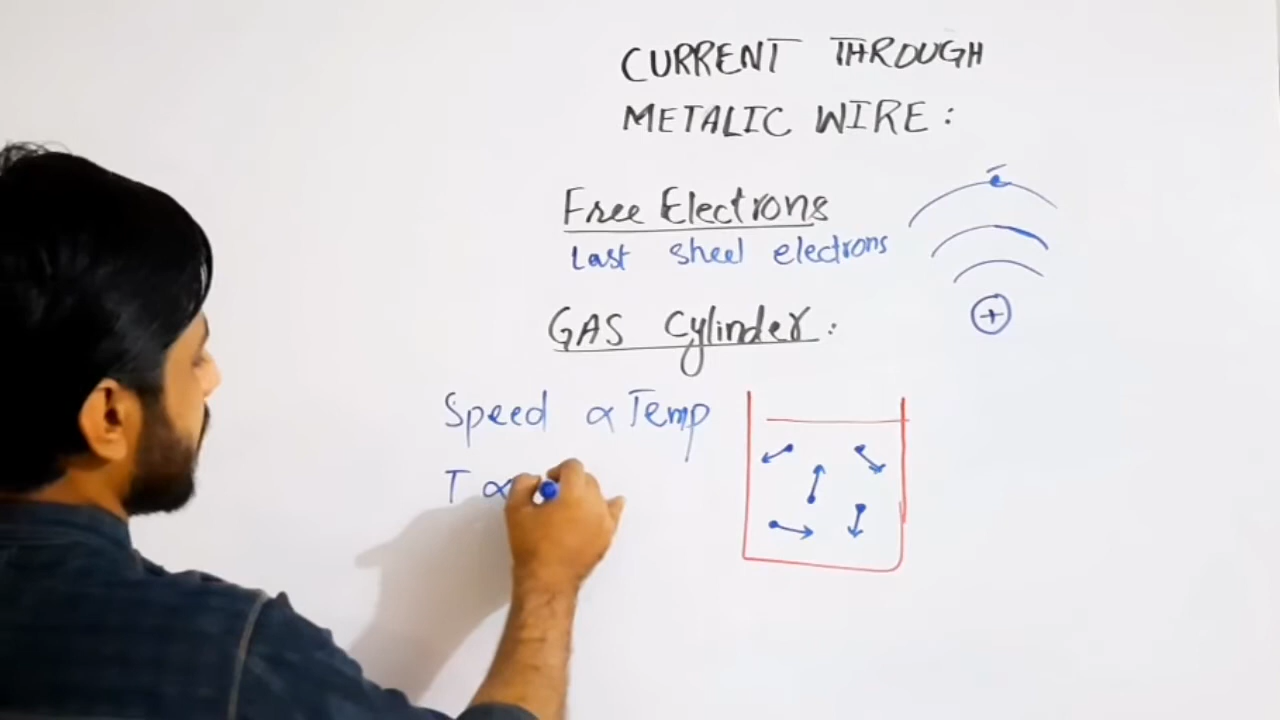 CURRENT THROUGH
METALIC WIRE:
Free Electrons
Last sheel electrons
GAS Cylinder:
Speed ∝ Temp
T ∝
e
+